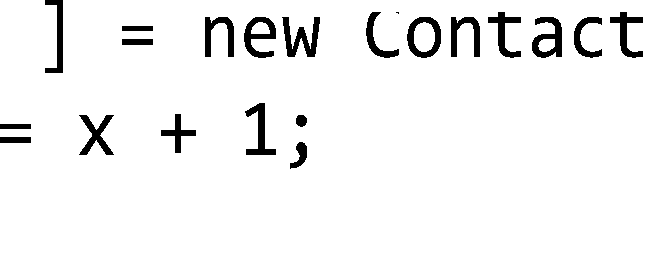 ] = new Contact
= x + 1;